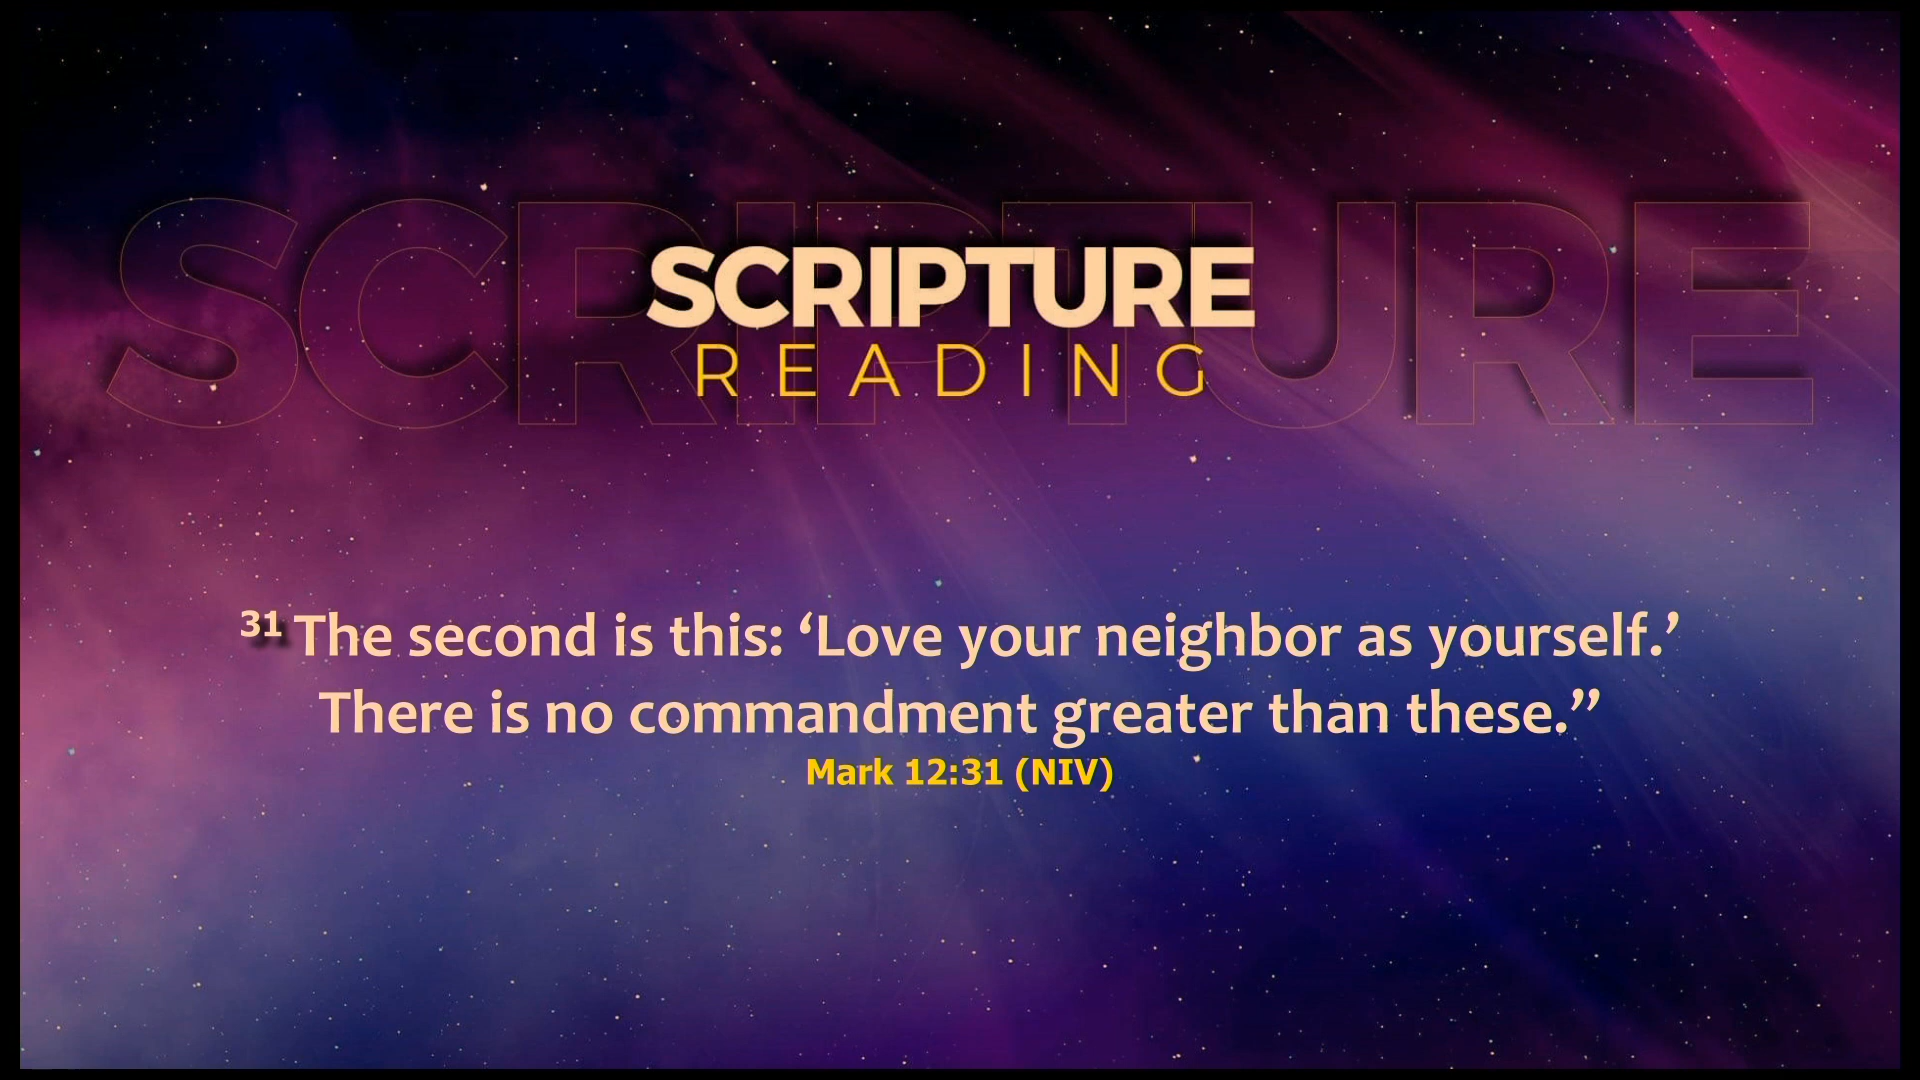 SCRIPTURE
SCRIPTURE
READING
31 The second is this: ‘Love your neighbor as yourself.’
There is no commandment greater than these.”
Mark 12:31 (NIV)